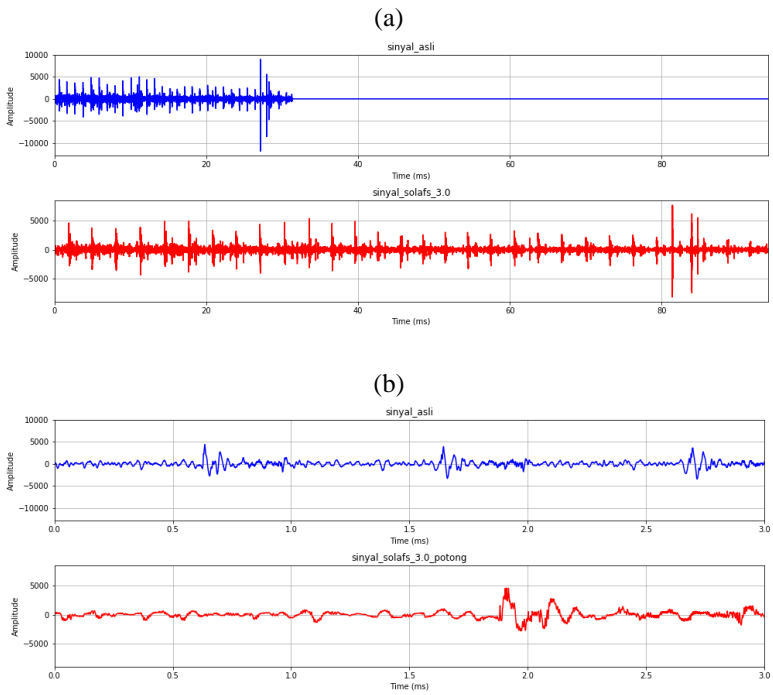 (a)
sinyal_asli
10000
5000
0
−5000
−10000
Amplitude
0 20 40 60 80
Time (ms)
sinyal_solafs_3.0
5000
0
−5000
Amplitude
0 20 40 60 80
Time (ms)
(b)
sinyal_asli
10000
5000
0
−5000
−10000
Amplitude
0.0 0.5 1.0 1.5 2.0 2.5 3.0
Time (ms)
sinyal_solafs_3.0_potong
5000
0
−5000
Amplitude
0.0 0.5 1.0 1.5 2.0 2.5 3.0
Time (ms)